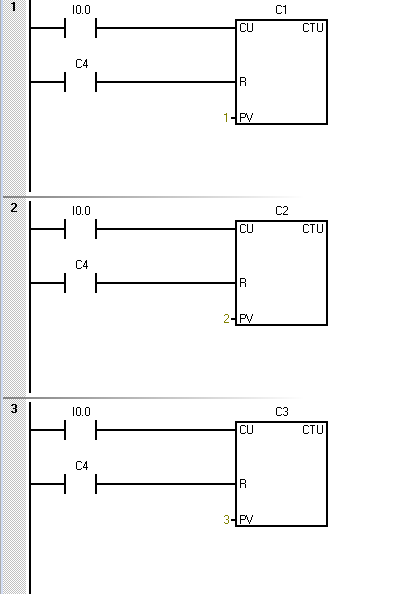 1
I0.0 C1
CU CTU
C4
R
1 PV
2
I0.0 C2
CU CTU
C4
R
2 PV
3
I0.0 C3
CU CTU
C4
R
3 PV